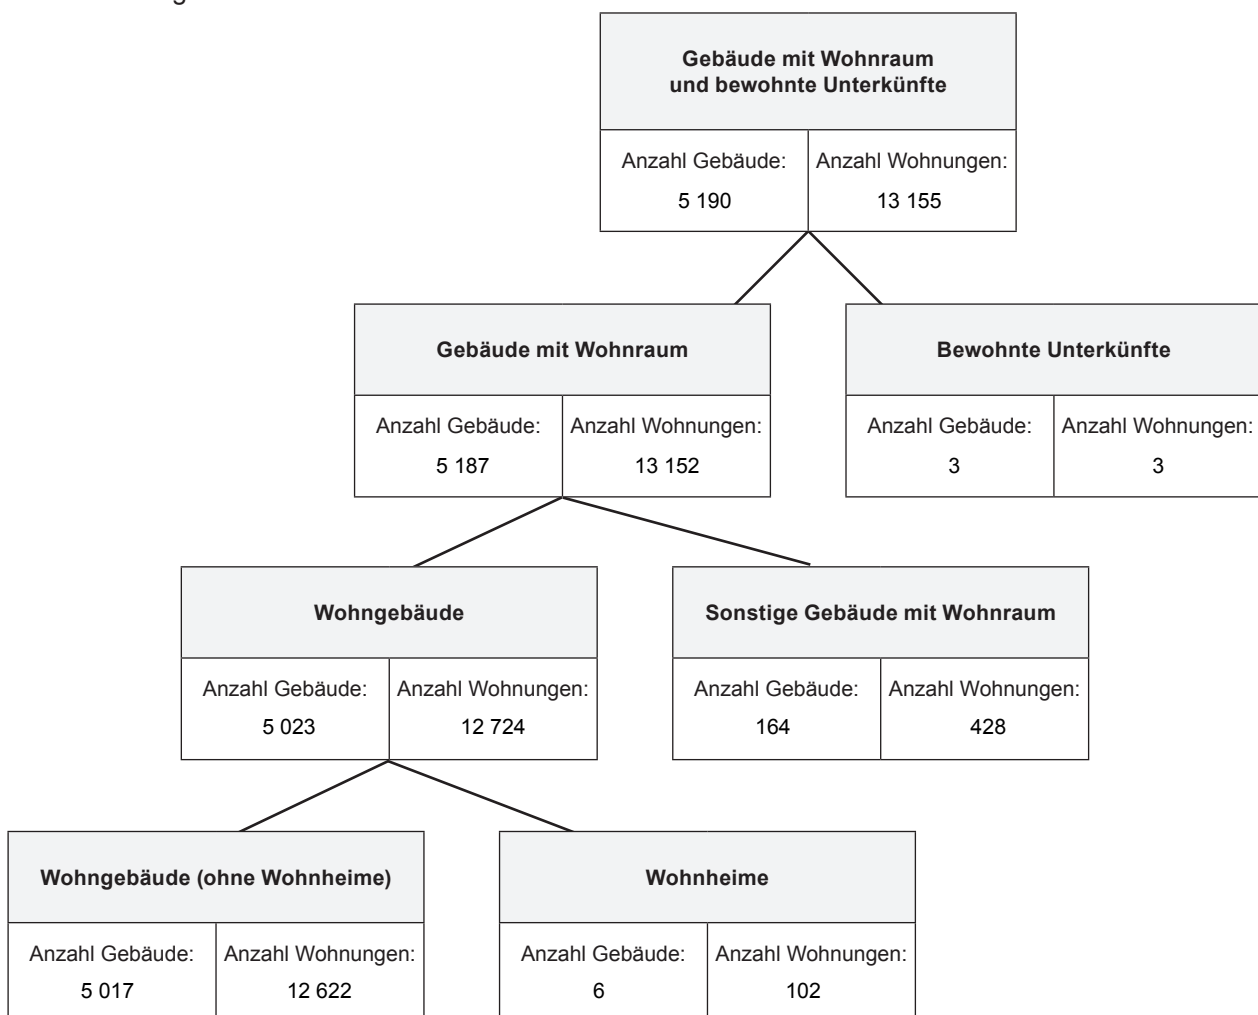 Gebäude mit Wohnraum
und bewohnte Unterkünfte
Anzahl Gebäude: Anzahl Wohnungen:
5 190 13 155
Gebäude mit Wohnraum Bewohnte Unterkünfte
Anzahl Gebäude: Anzahl Wohnungen: Anzahl Gebäude: Anzahl Wohnungen:
5 187 13 152 3 3
Wohngebäude Sonstige Gebäude mit Wohnraum
Anzahl Gebäude: Anzahl Wohnungen: Anzahl Gebäude: Anzahl Wohnungen:
5 023 12 724 164 428
Wohngebäude (ohne Wohnheime) Wohnheime
Anzahl Gebäude: Anzahl Wohnungen: Anzahl Gebäude: Anzahl Wohnungen:
5 017 12 622 6 102